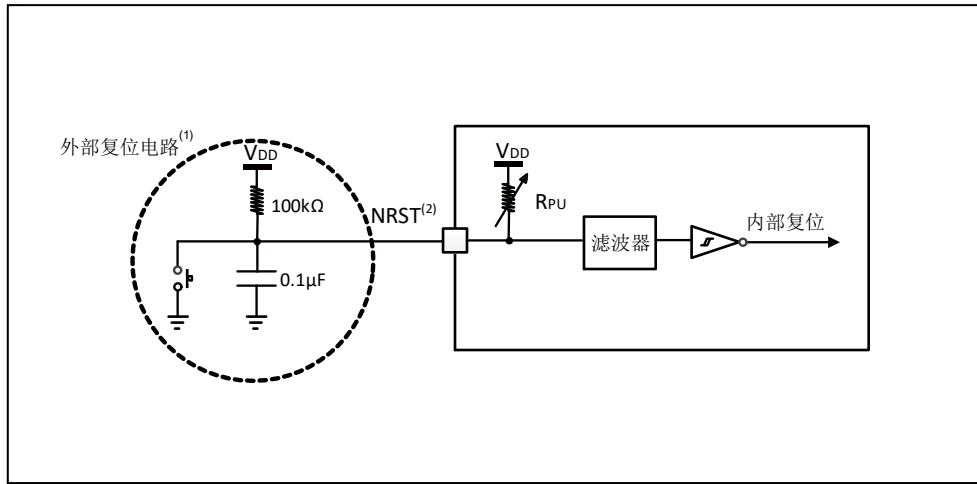 外部复位电路(1)
VDD
100kΩ
0.1µF
NRST(2)
VDD
RPU
滤波器
内部复位